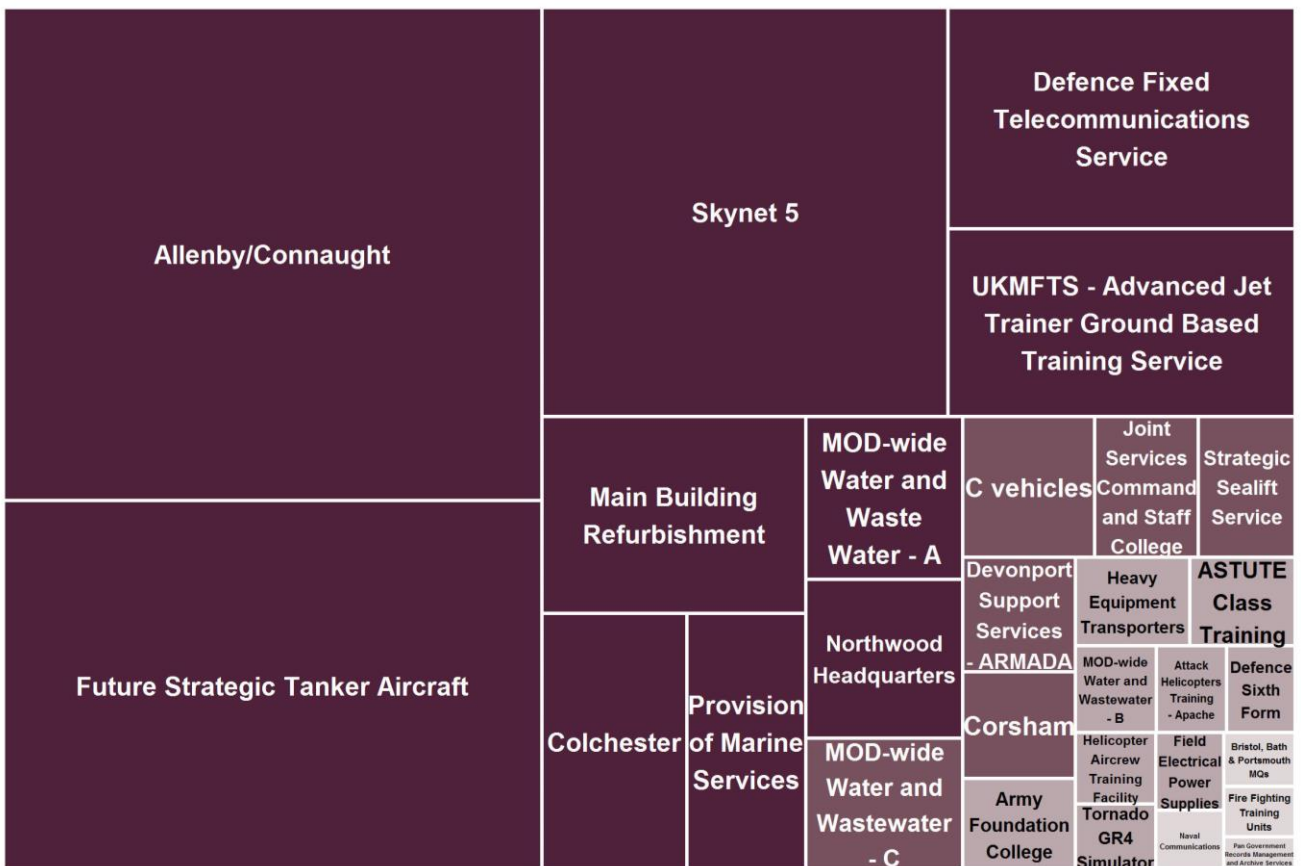 Allenby/Connaught
Future Strategic Tanker Aircraft
Skynet 5
Defence Fixed
Telecommunications
Service
UKMFTS - Advanced Jet
Trainer Ground Based
Training Service
Main Building
Refurbishment
Colchester
Provision
of Marine
Services
MOD-wide
Water and
Waste
Water - A
Northwood
Headquarters
MOD-wide
Water and
Wastewater
- C
C vehicles
Joint
Services
Command
and Staff
College
Strategic
Sealift
Service
Devonport
Support
Services
- ARMADA
Corsham
Army
Foundation
College
Heavy
Equipment
Transporters
ASTUTE
Class
Training
MOD-wide
Water and
Wastewater
- B
Attack
Helicopters
Training
- Apache
Defence
Sixth
Form
Helicopter
Aircrew
Training
Facility
Tornado
GR4
Simulator
Field
Electrical
Power
Supplies
Naval
Communications
Bristol, Bath
& Portsmouth
MQs
Fire Fighting
Training
Units
Pan Government
Records Management
and Archive Services